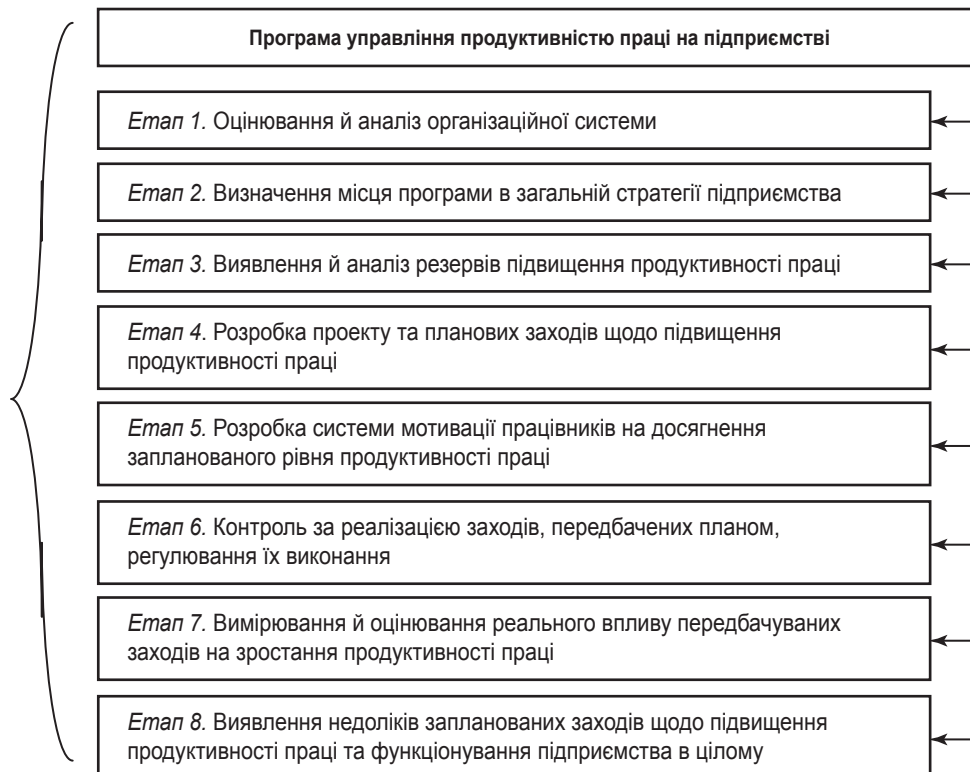 Програма управління продуктивністю праці на підприємстві
Етап 1. Оцінювання й аналіз організаційної системи
Етап 2. Визначення місця програми в загальній стратегії підприємства
Етап 3. Виявлення й аналіз резервів підвищення продуктивності праці
Етап 4. Розробка проекту та планових заходів щодо підвищення
продуктивності праці
Етап 5. Розробка системи мотивації працівників на досягнення
запланованого рівня продуктивності праці
Етап 6. Контроль за реалізацією заходів, передбачених планом,
регулювання їх виконання
Етап 7. Вимірювання й оцінювання реального впливу передбачуваних
заходів на зростання продуктивності праці
Етап 8. Виявлення недоліків запланованих заходів щодо підвищення
продуктивності праці та функціонування підприємства в цілому